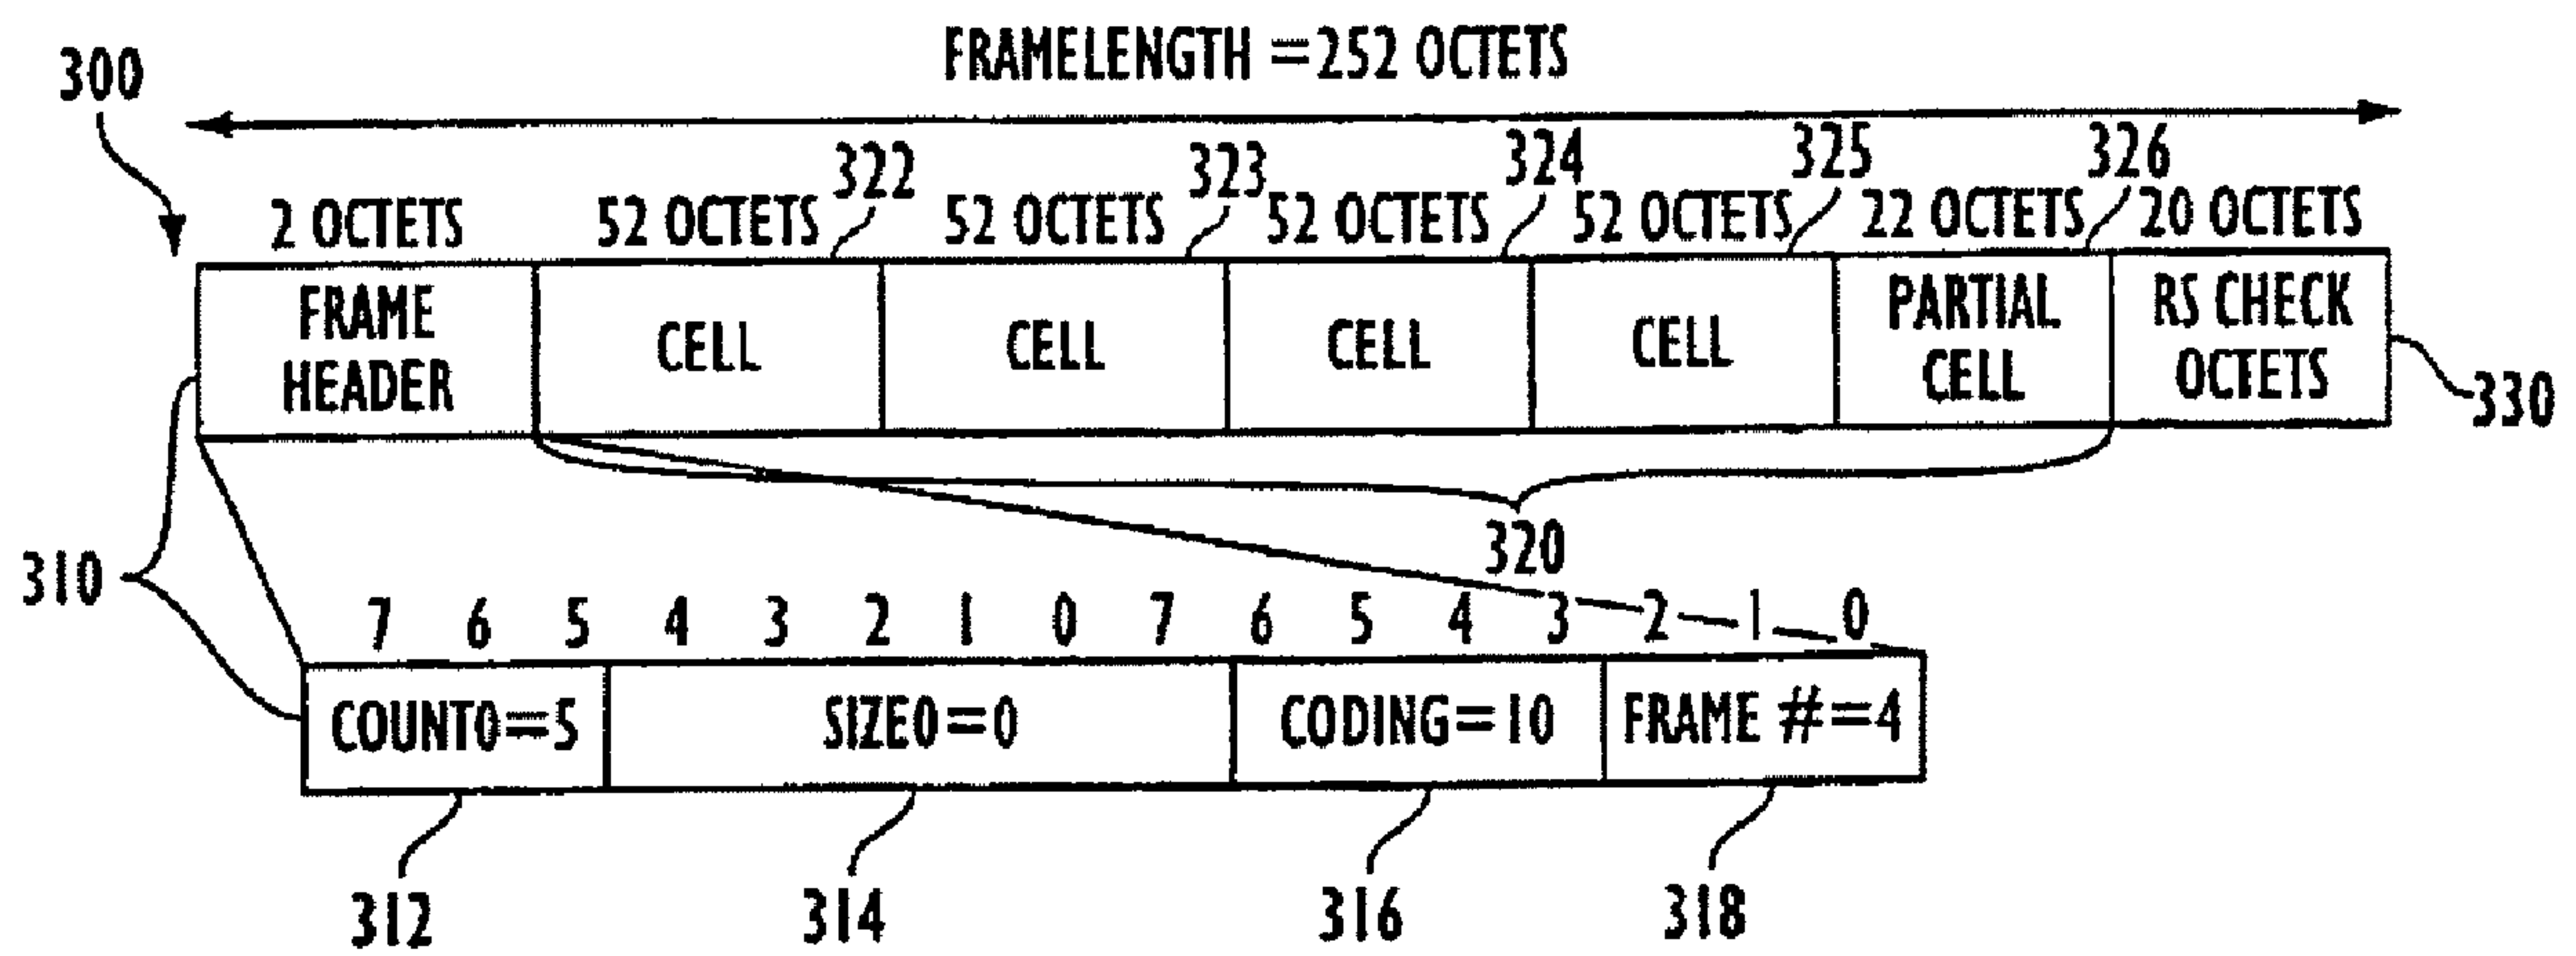 FRAMELENGTH =252 OCTETS
300
322 323 324 325 326
2 OCTETS 52 OCTETS 52 OCTETS 52 OCTETS 52 OCTETS 22 OCTETS 20 OCTETS
FRAME HEADER CELL CELL CELL CELL PARTIAL CELL RS CHECK OCTETS
330
320
310
7 6 5 4 3 2 1 0 7 6 5 4 3 2 1 0
COUNT0=5 SIZE0=0 CODING=10 FRAME #=4
312 314 316 318